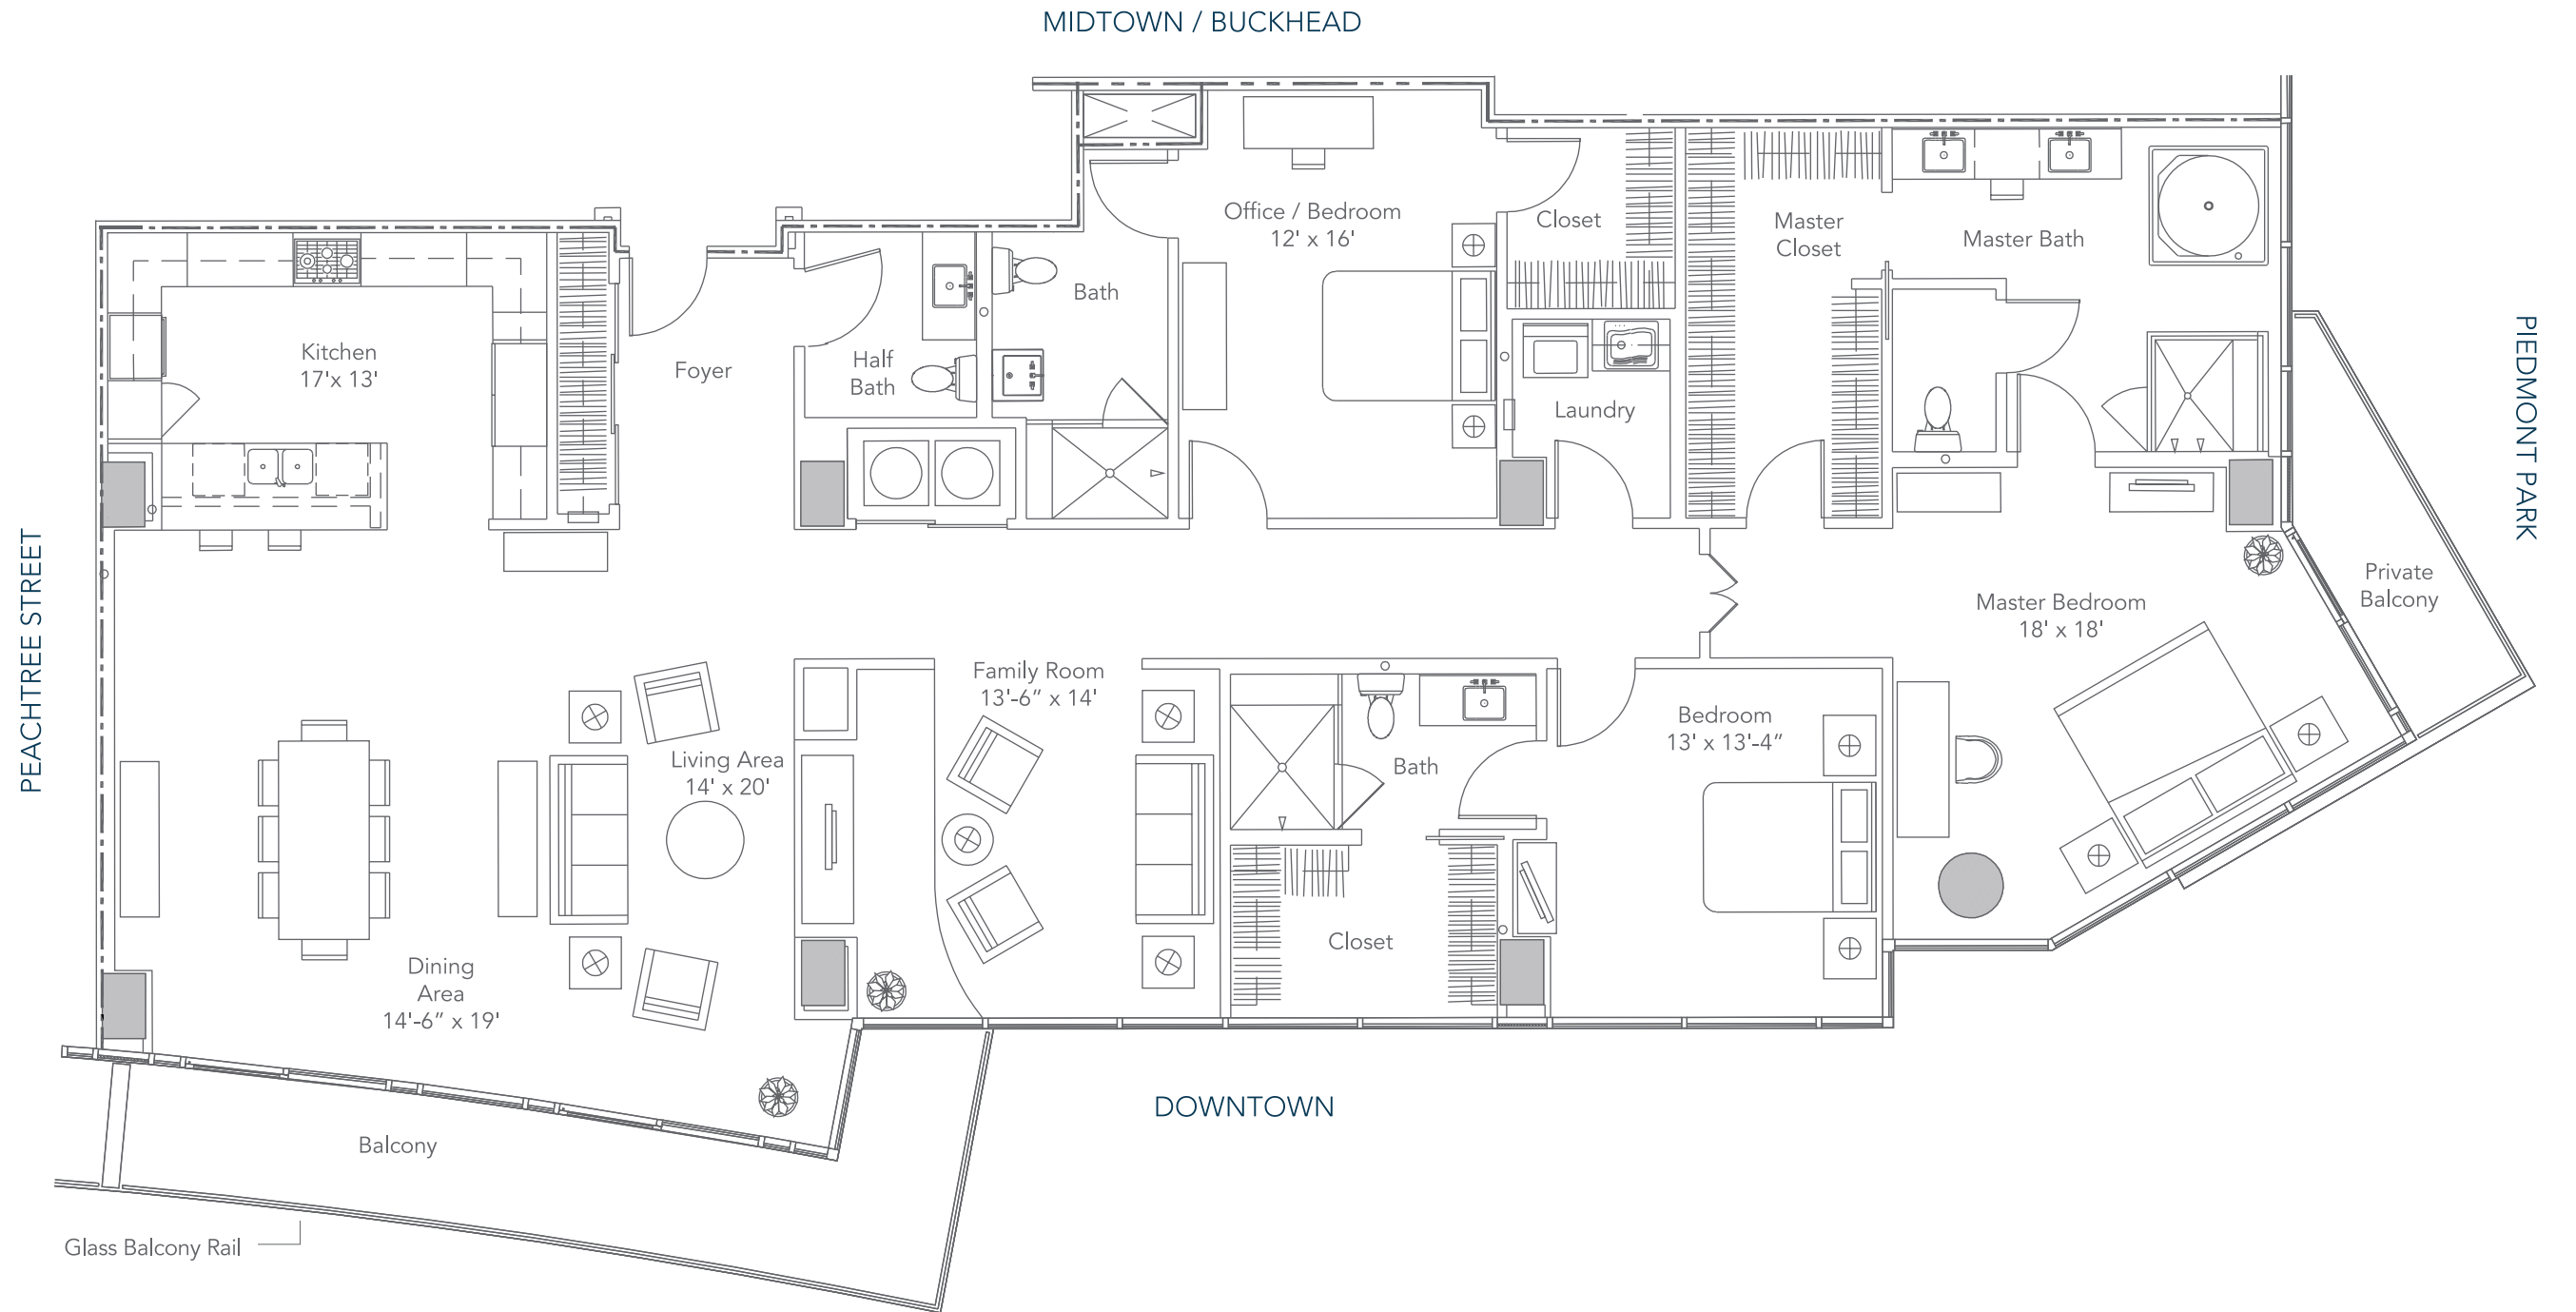 MIDTOWN / BUCKHEAD
Office / Bedroom
12' x 16'
Closet
Master
Closet
Master Bath
Bath
Kitchen
17'x 13'
Foyer
Half
Bath
Laundry
PIEDMONT PARK
PEACHTREE STREET
Private
Balcony
Master Bedroom
18' x 18'
Family Room
13'-6” x 14'
Bedroom
13' x 13'-4”
Living Area
14' x 20'
Bath
Closet
Dining
Area
14'-6” x 19'
DOWNTOWN
Balcony
Glass Balcony Rail